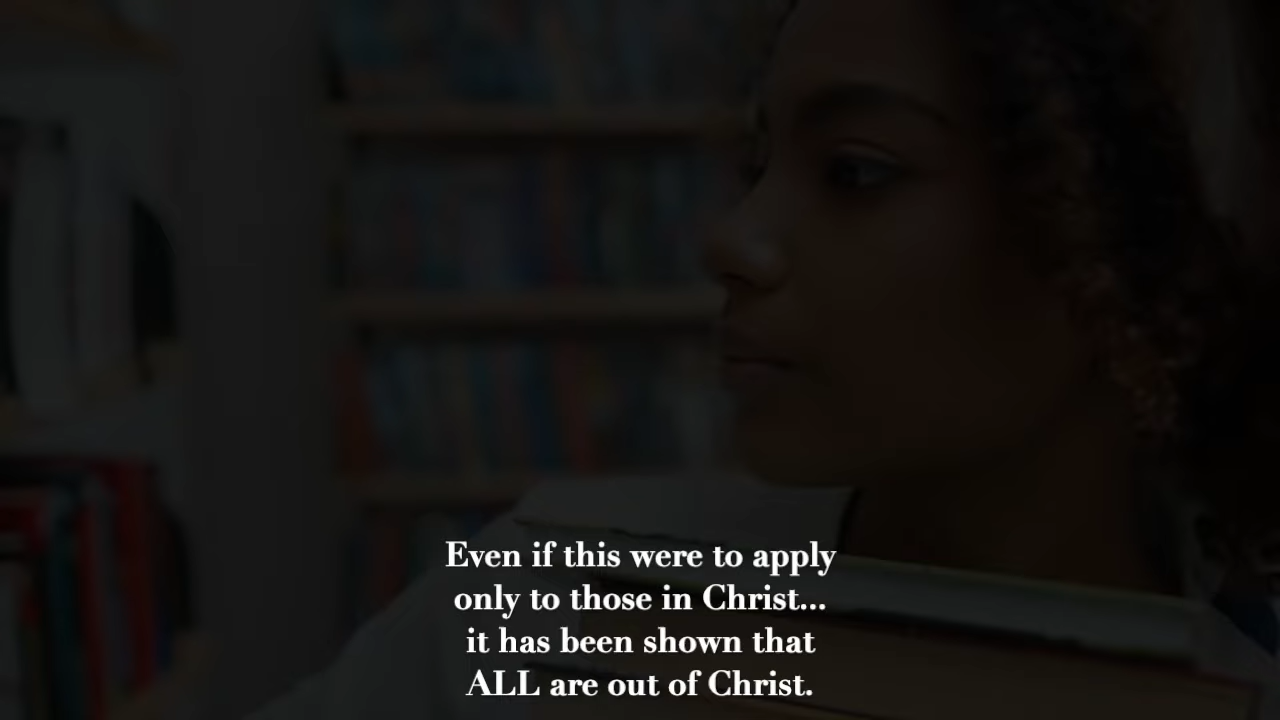 Even if this were to apply
only to those in Christ...
it has been shown that
ALL are out of Christ.